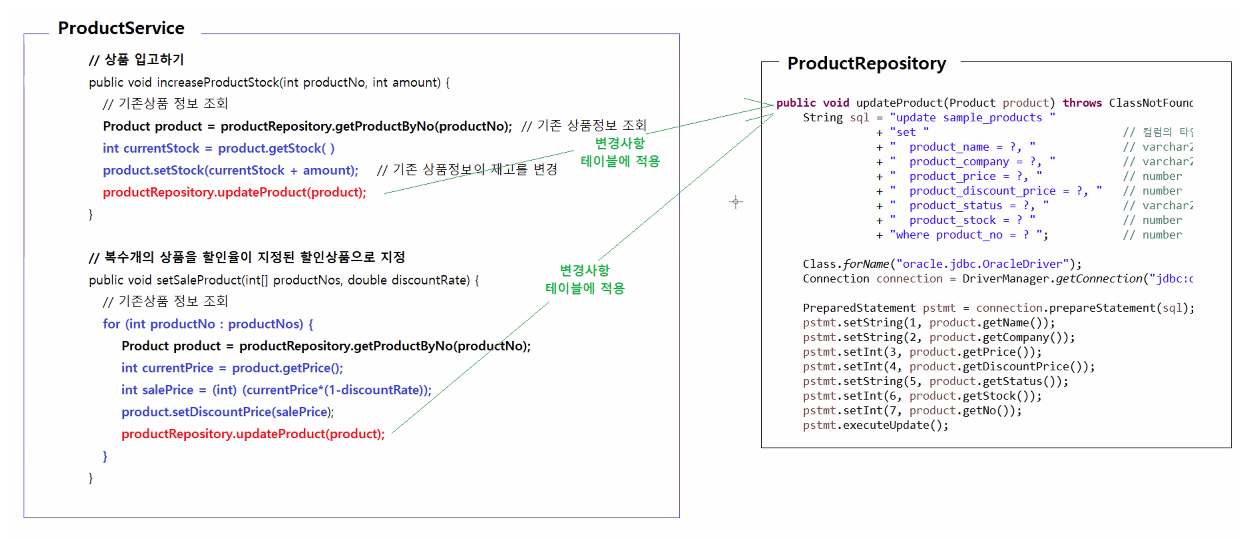 ProductService
// 상품 입고하기
public void increaseProductStock(int productNo, int amount) {
// 기존상품 정보 조회
Product product = productRepository.getProductByNo(productNo); // 기존 상품정보 조회
int currentStock = product.getStock( )
product.setStock(currentStock + amount); // 기존 상품정보의 재고를 변경
productRepository.updateProduct(product);
}
변경사항
테이블에 적용
// 복수개의 상품을 할인율이 지정된 할인상품으로 지정
public void setSaleProduct(int[] productNos, double discountRate) {
// 기존상품 정보 조회
for (int productNo : productNos) {
Product product = productRepository.getProductByNo(productNo);
int currentPrice = product.getPrice();
int salePrice = (int) (currentPrice*(1-discountRate));
product.setDiscountPrice(salePrice);
productRepository.updateProduct(product);
}
}
변경사항
테이블에 적용
ProductRepository
public void updateProduct(Product product) throws ClassNotFound
String sql = "update sample_products "
+ "set " // 컬럼의 타
+ " product_name = ?, " // varchar2
+ " product_company = ?, " // varchar2
+ " product_price = ?, " // number
+ " product_discount_price = ?, " // number
+ " product_status = ?, " // varchar2
+ " product_stock = ? " // number
+ "where product_no = ? "; // number
Class.forName("oracle.jdbc.OracleDriver");
Connection connection = DriverManager.getConnection("jdbc:o
PreparedStatement pstmt = connection.prepareStatement(sql);
pstmt.setString(1, product.getName());
pstmt.setString(2, product.getCompany());
pstmt.setInt(3, product.getPrice());
pstmt.setInt(4, product.getDiscountPrice());
pstmt.setString(5, product.getStatus());
pstmt.setInt(6, product.getStock());
pstmt.setInt(7, product.getNo());
pstmt.executeUpdate();